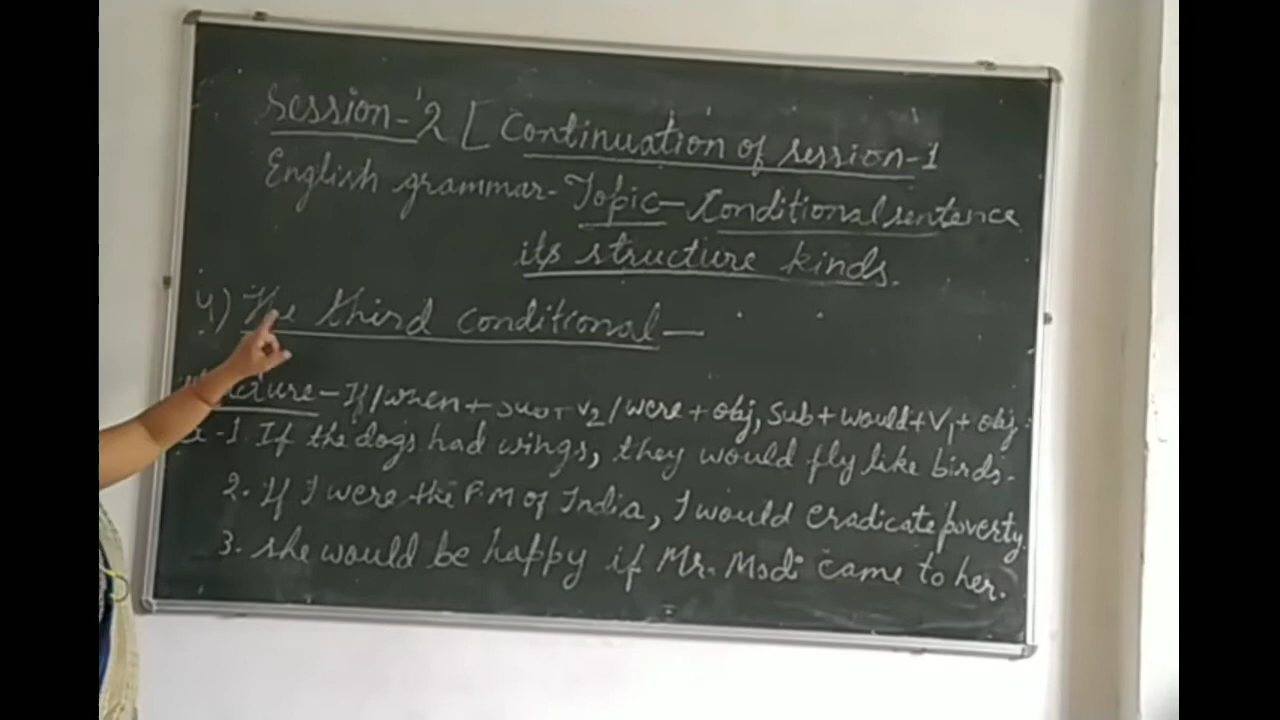 Session-2 [ Continuation of session-1
English grammar- Topic- Conditional sentence
its structure kinds.
4) The third conditional -
- If/when + sub + V2/were + obj, sub + would + V1 + obj
-1. If the dogs had wings, they would fly like birds.
2. If I were the P.M of India, I would eradicate poverty.
3. she would be happy if Mr. Modi came to her.